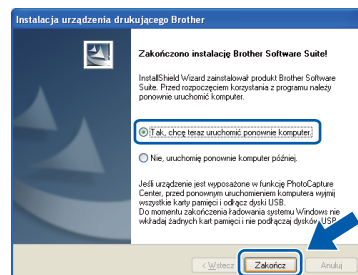 Instalacja urządzenia drukującego Brother
Zakończono instalację Brother Software Suite!
InstallShield Wizard zainstalował produkt Brother Software
Suite. Przed rozpoczęciem korzystania z programu należy
ponownie uruchomić komputer.
Tak, chcę teraz uruchomić ponownie komputer.
Nie, uruchomię ponownie komputer później.
Jeśli urządzenie jest wyposażone w funkcję PhotoCapture
Center, przed ponownym uruchomieniem komputera wyjmij
wszystkie karty pamięci i odłącz dyski USB.
Do momentu zakończenia ładowania systemu Windows nie
wkładaj żadnych kart pamięci i nie podłączaj dysków USB.
< Wstecz Zakończ Anuluj